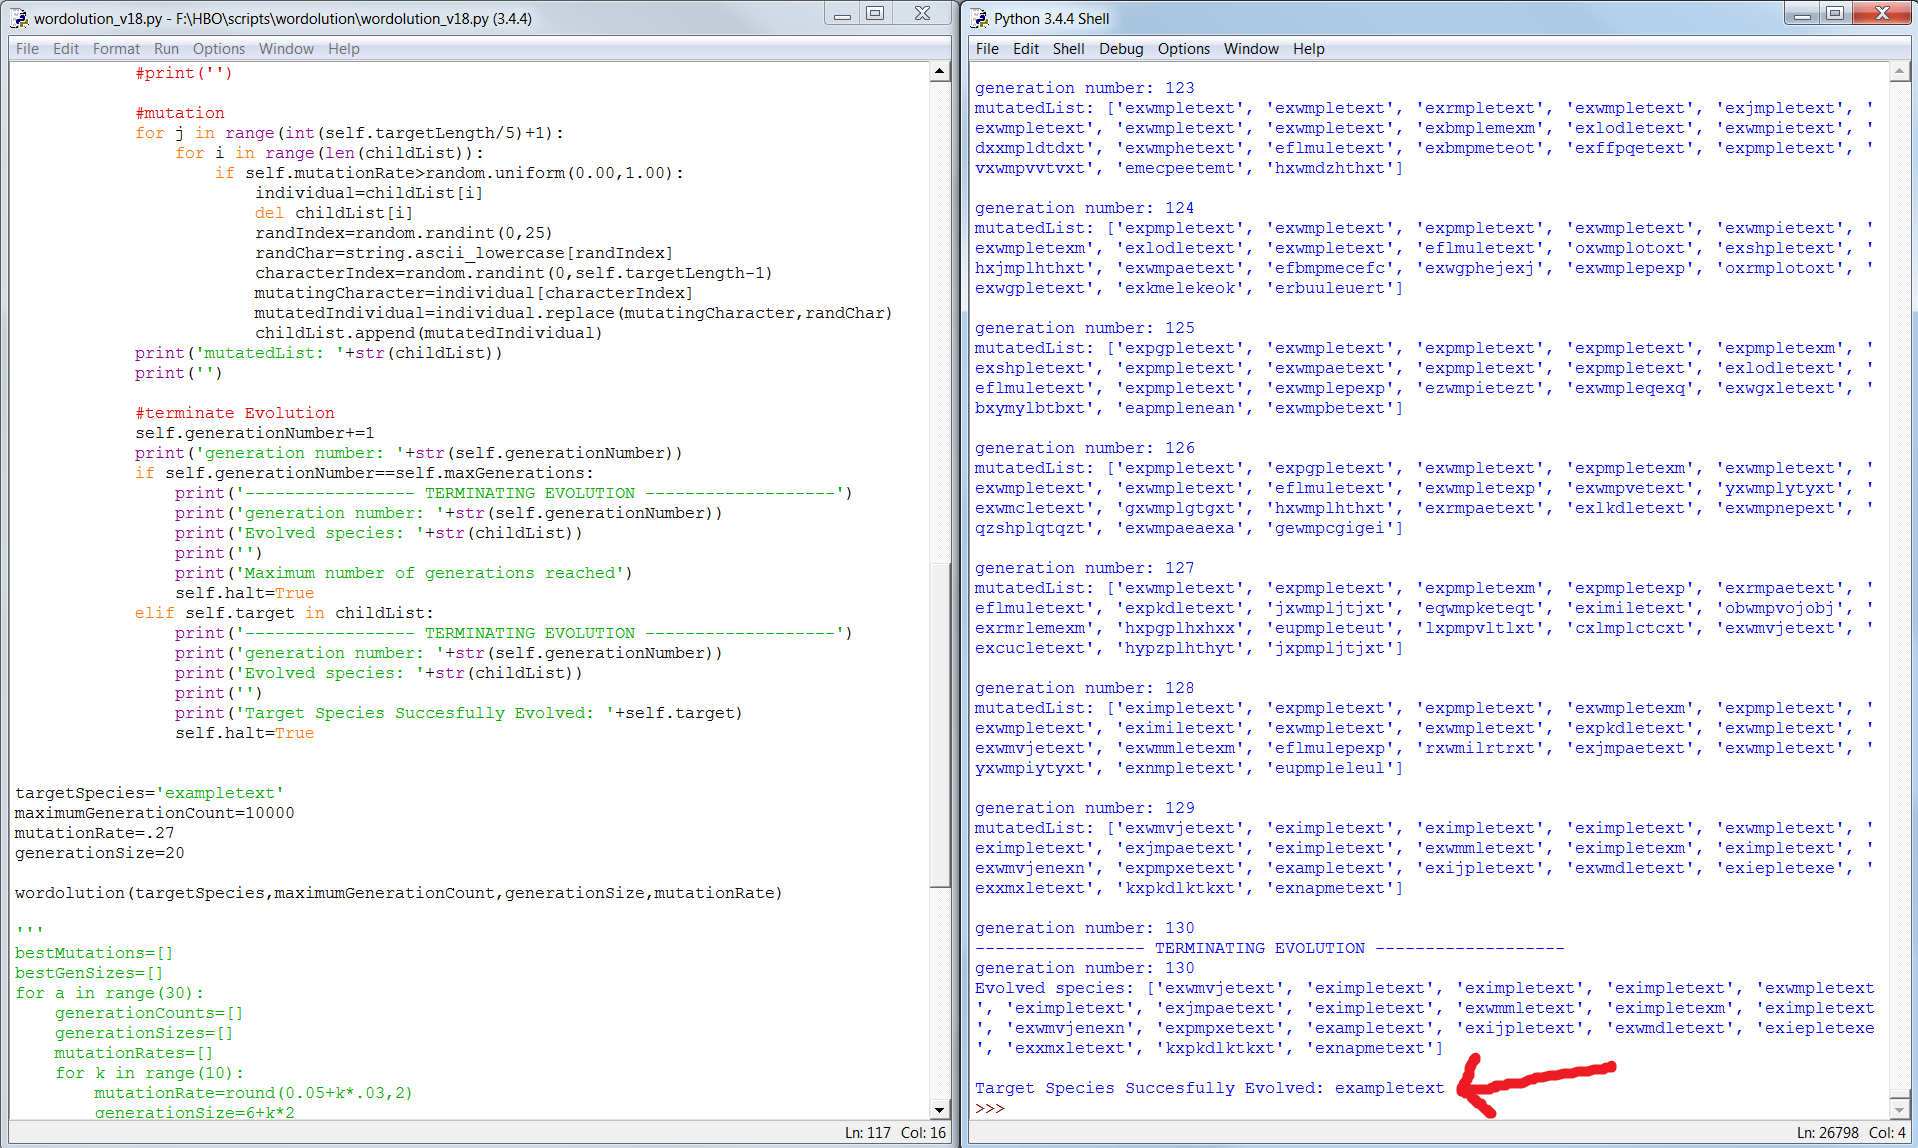 wordolution_v18.py - F:\HBO\scripts\wordolution\wordolution_v18.py (3.4.4)
File Edit Format Run Options Window Help
#print('')
#mutation
for j in range(int(self.targetLength/5)+1):
for i in range(len(childList)):
if self.mutationRate>random.uniform(0.00,1.00):
individual=childList[i]
del childList[i]
randIndex=random.randint(0,25)
randChar=string.ascii_lowercase[randIndex]
characterIndex=random.randint(0,self.targetLength-1)
mutatingCharacter=individual[characterIndex]
mutatedIndividual=individual.replace(mutatingCharacter,randChar)
childList.append(mutatedIndividual)
print('mutatedList: '+str(childList))
print('')
#terminate Evolution
self.generationNumber+=1
print('generation number: '+str(self.generationNumber))
if self.generationNumber==self.maxGenerations:
print('----------------- TERMINATING EVOLUTION -------------------')
print('generation number: '+str(self.generationNumber))
print('Evolved species: '+str(childList))
print('')
print('Maximum number of generations reached')
self.halt=True
elif self.target in childList:
print('----------------- TERMINATING EVOLUTION -------------------')
print('generation number: '+str(self.generationNumber))
print('Evolved species: '+str(childList))
print('')
print('Target Species Succesfully Evolved: '+self.target)
self.halt=True
targetSpecies='exampletext'
maximumGenerationCount=10000
mutationRate=.27
generationSize=20
wordolution(targetSpecies,maximumGenerationCount,generationSize,mutationRate)
'''
bestMutations=[]
bestGenSizes=[]
for a in range(30):
generationCounts=[]
generationSizes=[]
mutationRates=[]
for k in range(10):
mutationRate=round(0.05+k*.03,2)
generationSize=6+k*2
Ln: 117 Col: 16
Python 3.4.4 Shell
File Edit Shell Debug Options Window Help
generation number: 123
mutatedList: ['exwmpletext', 'exwmpletext', 'exrmpletext', 'exwmpletext', 'exjmpletext', '
exwmpletext', 'exwmpletext', 'exwmpletext', 'exbmplemexm', 'exlodletext', 'exwmpietext', '
dxxmpldtdxt', 'exwmphetext', 'eflmuletext', 'exbmpmeteot', 'exffpqetext', 'expmpletext', '
vxwmpvvtvxt', 'emecpeetemt', 'hxwmdzhthxt']
generation number: 124
mutatedList: ['expmpletext', 'exwmpletext', 'expmpletext', 'exwmpletext', 'exwmpietext', '
exwmpletexm', 'exlodletext', 'exwmpletext', 'eflmuletext', 'oxwmplotoxt', 'exshpletext', '
hxjmplhthxt', 'exwmpaetext', 'efbmpmecefc', 'exwgphejexj', 'exwmplepexp', 'oxrmplotoxt', '
exwgpletext', 'exkmelekeok', 'erbuuleuert']
generation number: 125
mutatedList: ['expgpletext', 'exwmpletext', 'expmpletext', 'expmpletext', 'expmpletexm', '
exshpletext', 'expmpletext', 'exwmpaetext', 'expmpletext', 'expmpletext', 'exlodletext', '
eflmuletext', 'expmpletext', 'exwmplepexp', 'ezwmpietezt', 'exwmpleqexq', 'exwgxletext', '
bxymylbtbxt', 'eapmplenean', 'exwmpbetext']
generation number: 126
mutatedList: ['expmpletext', 'expgpletext', 'exwmpletext', 'expmpletexm', 'exwmpletext', '
exwmpletext', 'exwmpletext', 'eflmuletext', 'exwmpletexp', 'exwmpvetext', 'yxwmplytyxt', '
exwmcletext', 'gxwmplgtgxt', 'hxwmplhthxt', 'exrmpaetext', 'exlkdletext', 'exwmpnepext', '
qzshplqtqzt', 'exwmpaeaexa', 'gewmpcgigei']
generation number: 127
mutatedList: ['exwmpletext', 'expmpletext', 'expmpletexm', 'expmpletexp', 'exrmpaetext', '
eflmuletext', 'expkdletext', 'jxwmpljtjxt', 'eqwmpketeqt', 'eximiletext', 'obwmpvojobj', '
exrmrlemexm', 'hxpgplhxhxx', 'eupmpleteut', 'lxpmpvltlxt', 'cxlmplctcxt', 'exwmvjetext', '
excucletext', 'hypzplhthyt', 'jxpmpljtjxt']
generation number: 128
mutatedList: ['eximpletext', 'expmpletext', 'expmpletext', 'exwmpletexm', 'expmpletext', '
exwmpletext', 'eximiletext', 'exwmpletext', 'exwmpletext', 'expkdletext', 'exwmpletext', '
exwmvjetext', 'exwmmletexm', 'eflmulepexp', 'rxwmilrtrxt', 'exjmpaetext', 'exwmpletext', '
yxwmpiytyxt', 'exnmpletext', 'eupmpleleul']
generation number: 129
mutatedList: ['exwmvjetext', 'eximpletext', 'eximpletext', 'eximpletext', 'exwmpletext', '
eximpletext', 'exjmpaetext', 'eximpletext', 'exwmmletext', 'eximpletexm', 'eximpletext', '
exwmvjenexn', 'expmpxetext', 'exampletext', 'exijpletext', 'exwmdletext', 'exiepletexe', '
exxmxletext', 'kxpkdlktkxt', 'exnapmetext']
generation number: 130
----------------- TERMINATING EVOLUTION -------------------
generation number: 130
Evolved species: ['exwmvjetext', 'eximpletext', 'eximpletext', 'eximpletext', 'exwmpletext
', 'eximpletext', 'exjmpaetext', 'eximpletext', 'exwmmletext', 'eximpletexm', 'eximpletext
', 'exwmvjenexn', 'expmpxetext', 'exampletext', 'exijpletext', 'exwmdletext', 'exiepletexe
', 'exxmxletext', 'kxpkdlktkxt', 'exnapmetext']
Target Species Succesfully Evolved: exampletext
>>>
Ln: 26798 Col: 4